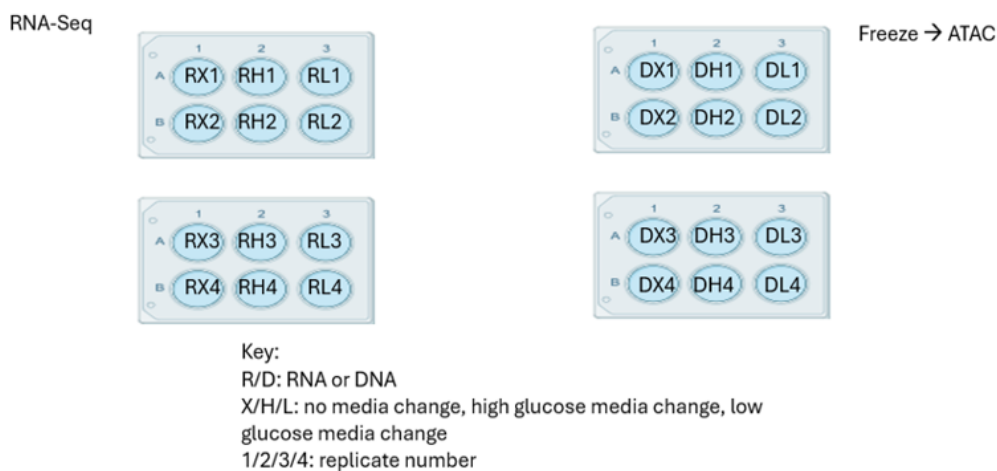 RNA-Seq
Freeze → ATAC
1 2 3
A RX1 RH1 RL1
B RX2 RH2 RL2
1 2 3
A DX1 DH1 DL1
B DX2 DH2 DL2
1 2 3
A RX3 RH3 RL3
B RX4 RH4 RL4
1 2 3
A DX3 DH3 DL3
B DX4 DH4 DL4
Key:
R/D: RNA or DNA
X/H/L: no media change, high glucose media change, low
glucose media change
1/2/3/4: replicate number